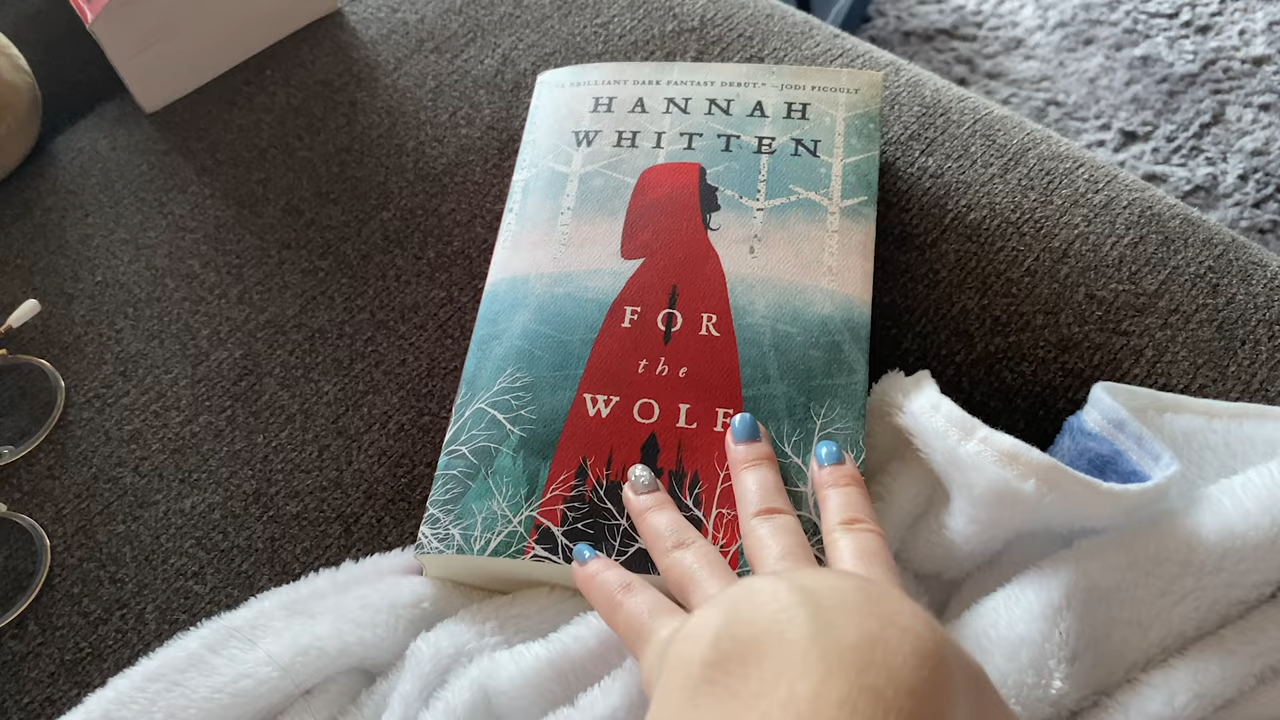 "A BRILLIANT DARK FANTASY DEBUT." —JODI PICOULT
HANNAH
WHITTEN
FOR
the
WOLF